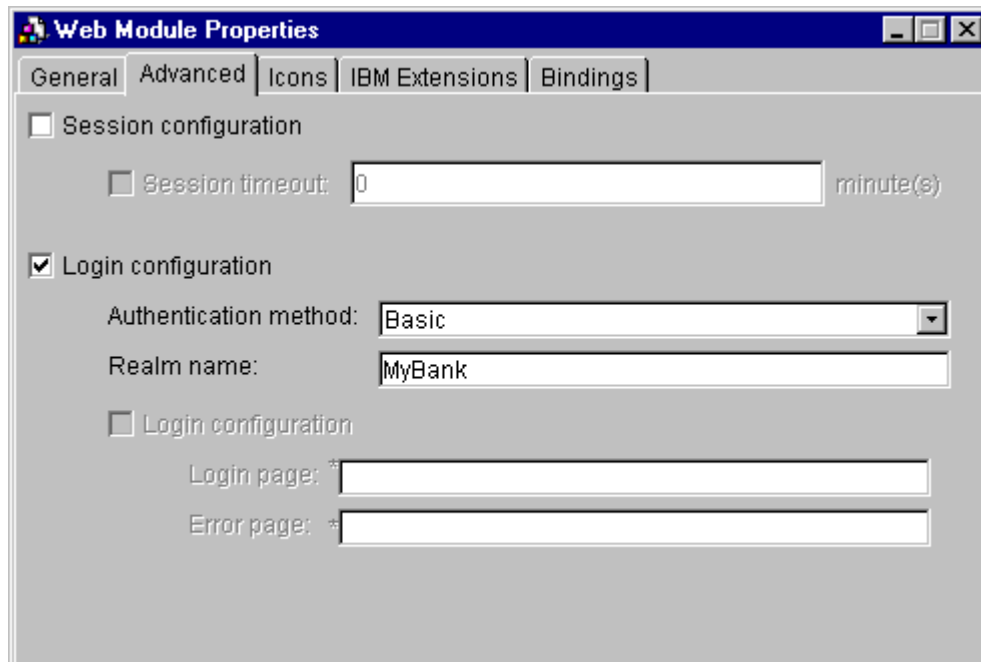 Web Module Properties
General Advanced Icons IBM Extensions Bindings
Session configuration
Session timeout: 0 minute(s)
Login configuration
Authentication method: Basic
Realm name: MyBank
Login configuration
Login page: *
Error page: *